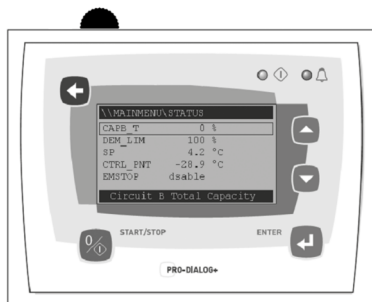 \\MAINMENU\STATUS
CAPB_T 0 %
DEM_LIM 100 %
SP 4.2 °C
CTRL_PNT -28.9 °C
EMSTOP dsable
Circuit B Total Capacity
START/STOP
ENTER
PRO-DIALOG+